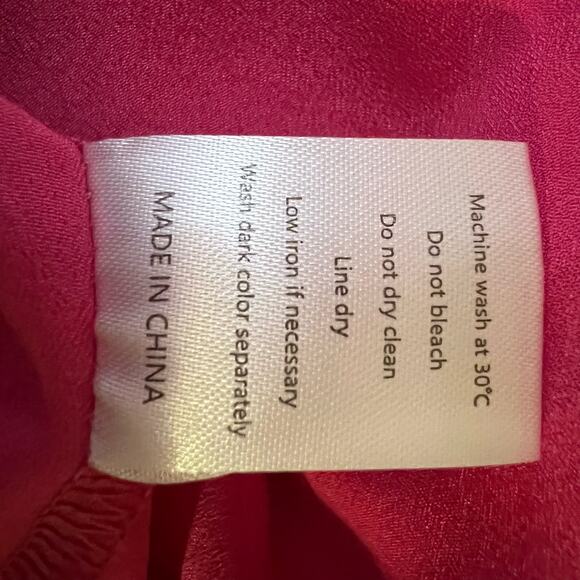 Machine wash at 30°C
Do not bleach
Do not dry clean
Line dry
Low iron if necessary
Wash dark color separately
MADE IN CHINA